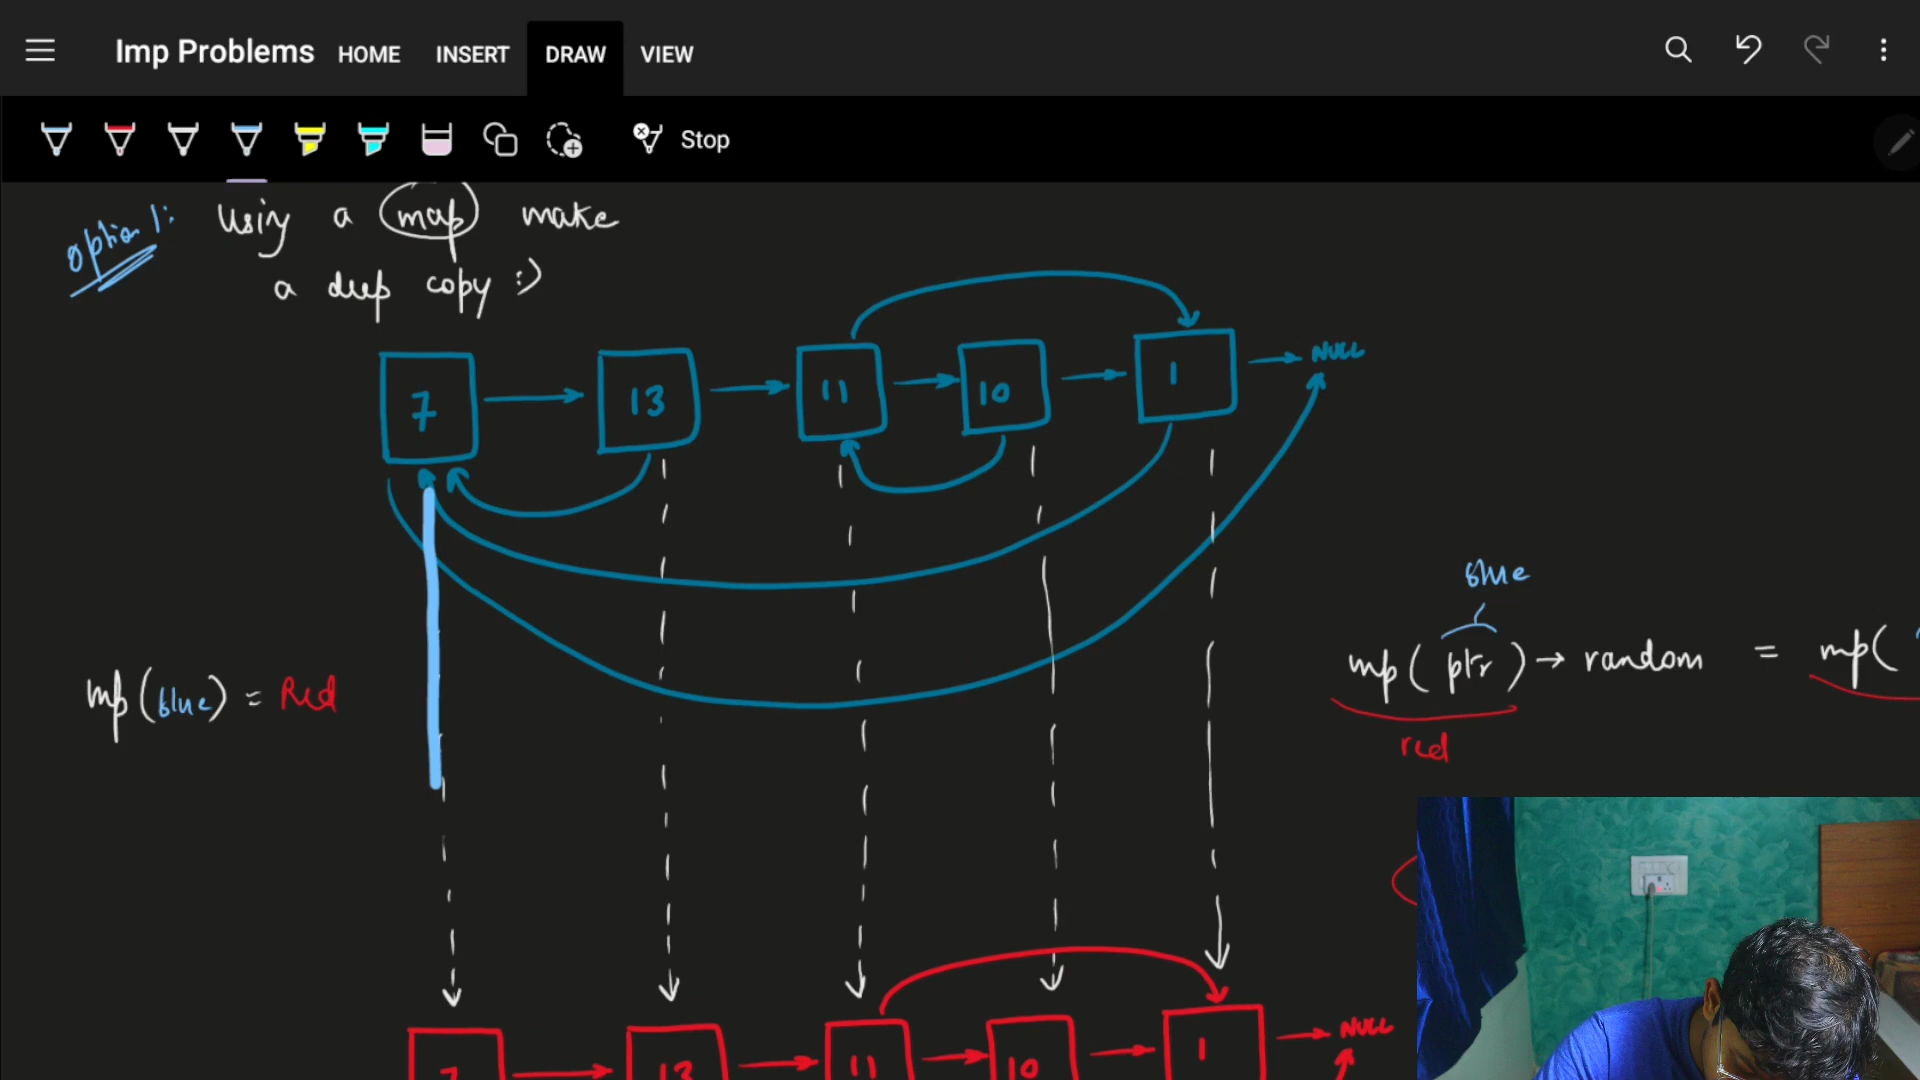 Imp Problems HOME INSERT DRAW VIEW
Stop
option 1: Using a map make
a deep copy :)
7 13 11 10 1 NULL
blue
mp(ptr) → random = mp(
red
mp(blue) = Red
7 13 11 10 1 NULL